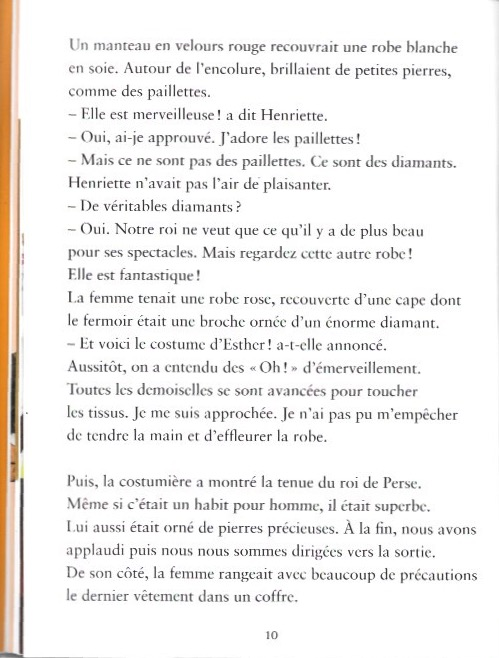 Un manteau en velours rouge recouvrait une robe blanche
en soie. Autour de l'encolure, brillaient de petites pierres,
comme des paillettes.
– Elle est merveilleuse ! a dit Henriette.
– Oui, ai-je approuvé. J'adore les paillettes !
– Mais ce ne sont pas des paillettes. Ce sont des diamants.
Henriette n'avait pas l'air de plaisanter.
– De véritables diamants ?
– Oui. Notre roi ne veut que ce qu'il y a de plus beau
pour ses spectacles. Mais regardez cette autre robe !
Elle est fantastique !
La femme tenait une robe rose, recouverte d'une cape dont
le fermoir était une broche ornée d'un énorme diamant.
– Et voici le costume d'Esther ! a-t-elle annoncé.
Aussitôt, on a entendu des « Oh ! » d'émerveillement.
Toutes les demoiselles se sont avancées pour toucher
les tissus. Je me suis approchée. Je n'ai pas pu m'empêcher
de tendre la main et d'effleurer la robe.
Puis, la costumière a montré la tenue du roi de Perse.
Même si c'était un habit pour homme, il était superbe.
Lui aussi était orné de pierres précieuses. À la fin, nous avons
applaudi puis nous nous sommes dirigées vers la sortie.
De son côté, la femme rangeait avec beaucoup de précautions
le dernier vêtement dans un coffre.
10